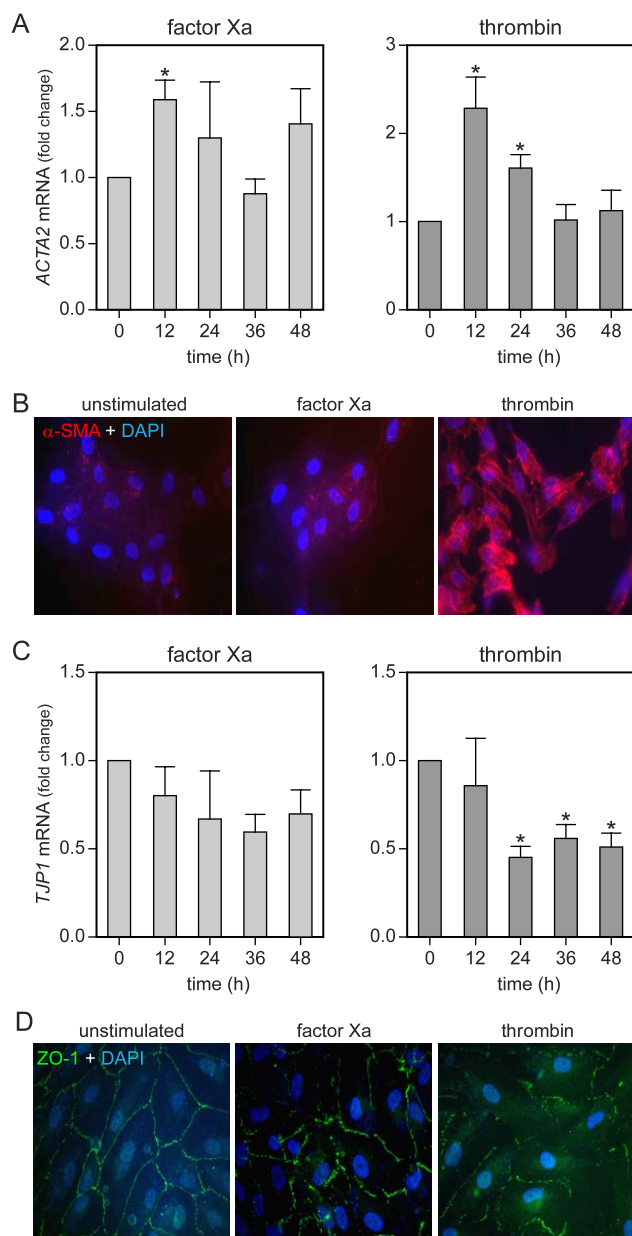 A
factor Xa
thrombin
ACTA2 mRNA (fold change)
2.0
1.5
1.0
0.5
0.0
*
0 12 24 36 48
time (h)
3
2
1
0
*
*
0 12 24 36 48
time (h)
B
unstimulated
factor Xa
thrombin
α-SMA + DAPI
C
factor Xa
thrombin
TJP1 mRNA (fold change)
1.5
1.0
0.5
0.0
0 12 24 36 48
time (h)
1.5
1.0
0.5
0.0
* * *
0 12 24 36 48
time (h)
D
unstimulated
factor Xa
thrombin
ZO-1 + DAPI